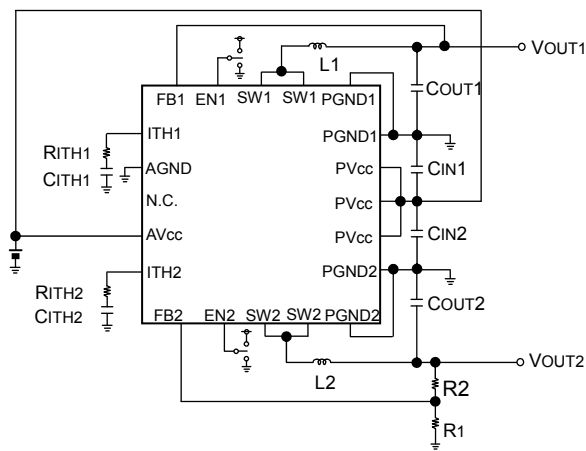 VOUT1
L1
COUT1
FB1 EN1 SW1 SW1 PGND1
ITH1
PGND1
RITH1
CITH1
AGND
PVCC
CIN1
N.C.
PVCC
AVCC
PVCC
CIN2
ITH2
PGND2
RITH2
CITH2
COUT2
FB2 EN2 SW2 SW2 PGND2
VOUT2
L2
R2
R1